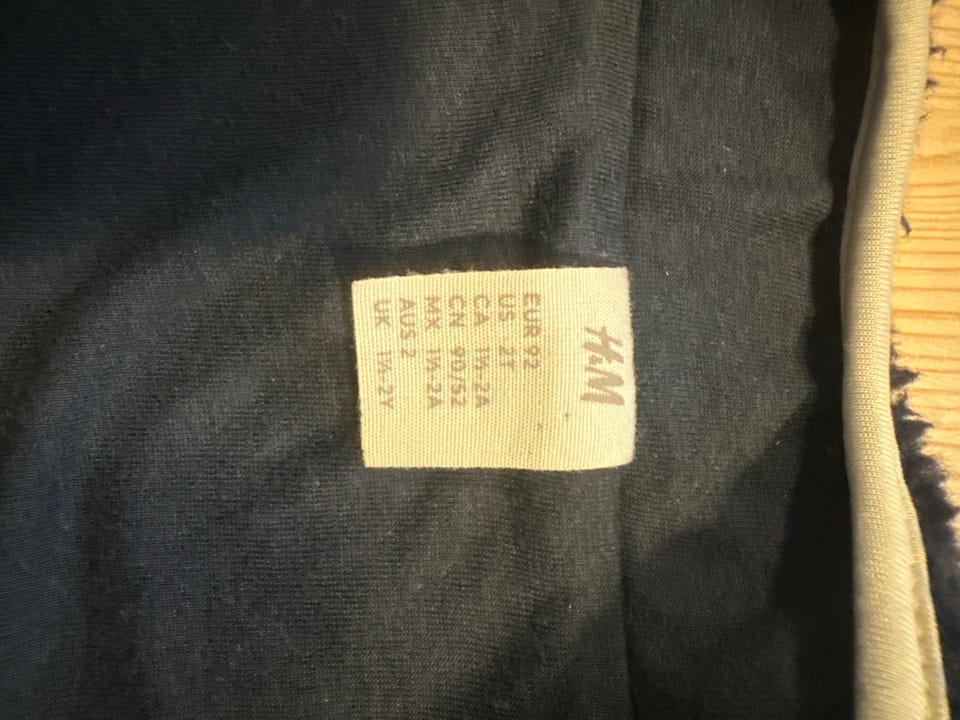 H&M
EUR 92
US 2T
CA 1½-2A
CN 90/52
MX 1½-2A
AUS 2
UK 1½-2Y